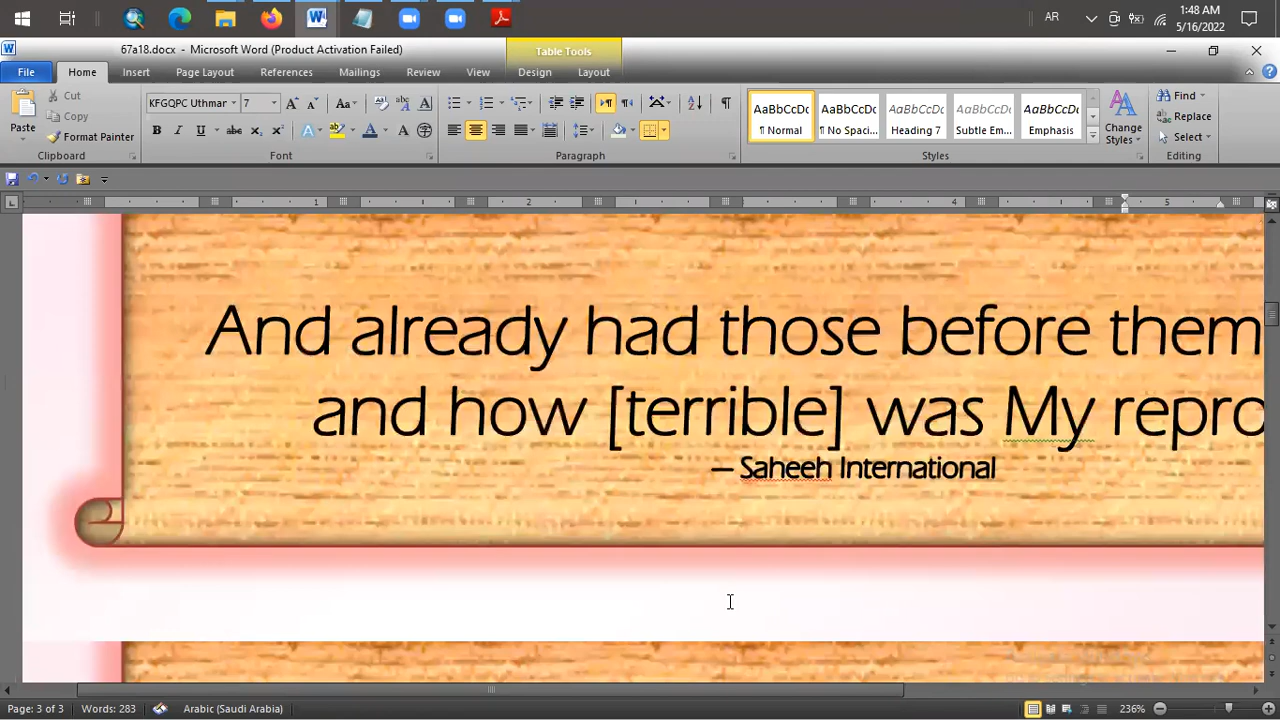 AR
1:48 AM
5/16/2022
67a18.docx - Microsoft Word (Product Activation Failed)
Table Tools
File Home Insert Page Layout References Mailings Review View Design Layout
Paste
Cut
Copy
Format Painter
Clipboard
KFGQPC Uthmar 7
Font
Paragraph
AaBbCcDc AaBbCcDc AaBbCcDc AaBbCcDc AaBbCcDc
¶ Normal ¶ No Spaci... Heading 7 Subtle Em... Emphasis
Styles
Change Styles
Find
Replace
Select
Editing
1 2 4 5
And already had those before them
and how [terrible] was My repro
– Saheeh International
Page: 3 of 3 Words: 283 Arabic (Saudi Arabia) 236%